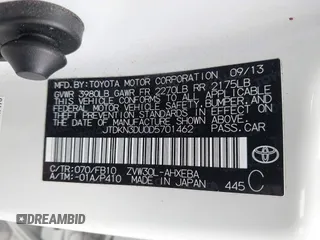 MFD. BY: TOYOTA MOTOR CORPORATION 09/13
GVWR 3980LB GAWR FR 2270LB RR 2175LB
THIS VEHICLE CONFORMS TO ALL APPLICABLE
FEDERAL MOTOR VEHICLE SAFETY, BUMPER, AND
THEFT PREVENTION STANDARDS IN EFFECT ON
THE DATE OF MANUFACTURE SHOWN ABOVE.
JTDKN3DU0D5701462
C/TR: 070/FB10 ZVW30L-AHXEBA
A/TM: -01A/P410 MADE IN JAPAN 445 C
TOYOTA
DREAMBID